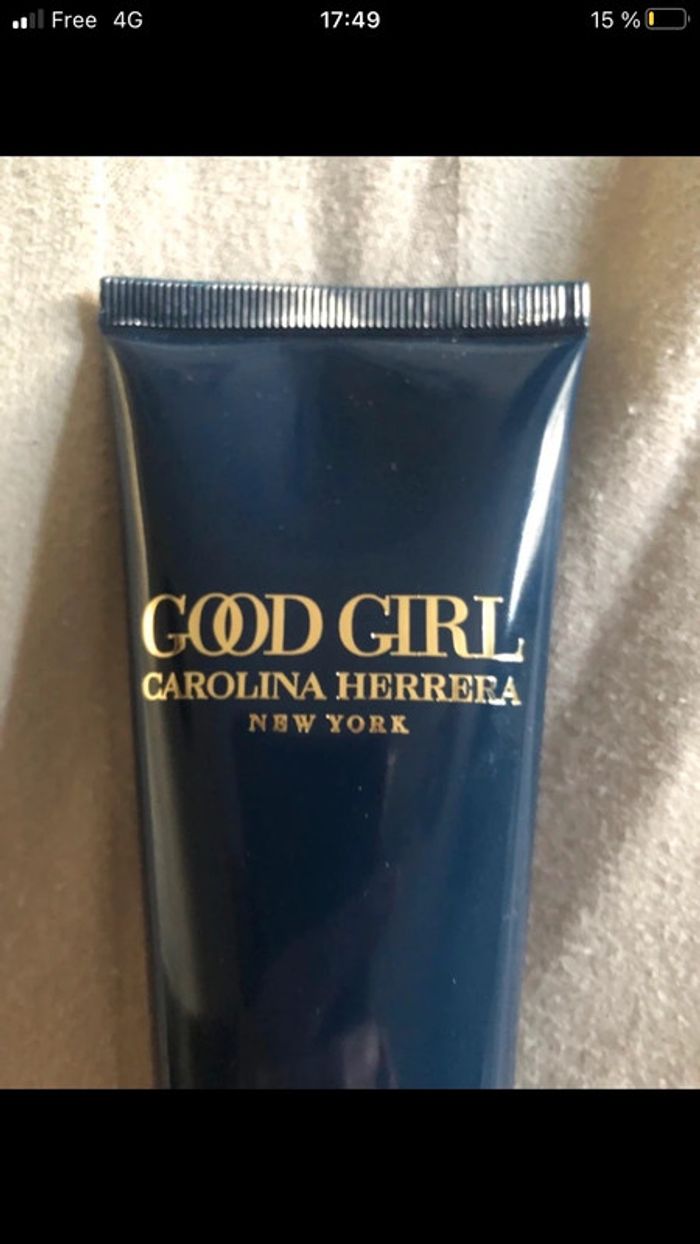 Free 4G 17:49 15 %
GOOD GIRL
CAROLINA HERRERA
NEW YORK